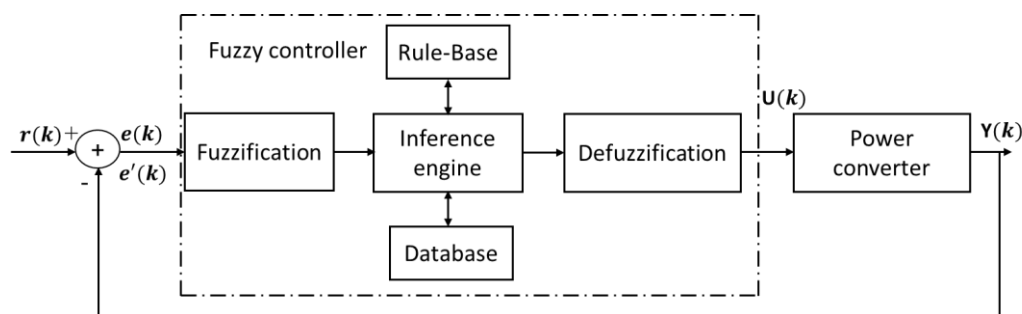 Fuzzy controller
Rule-Base
r(k) +
+
-
e(k)
e'(k)
Fuzzification
Inference
engine
Defuzzification
U(k)
Power
converter
Y(k)
Database